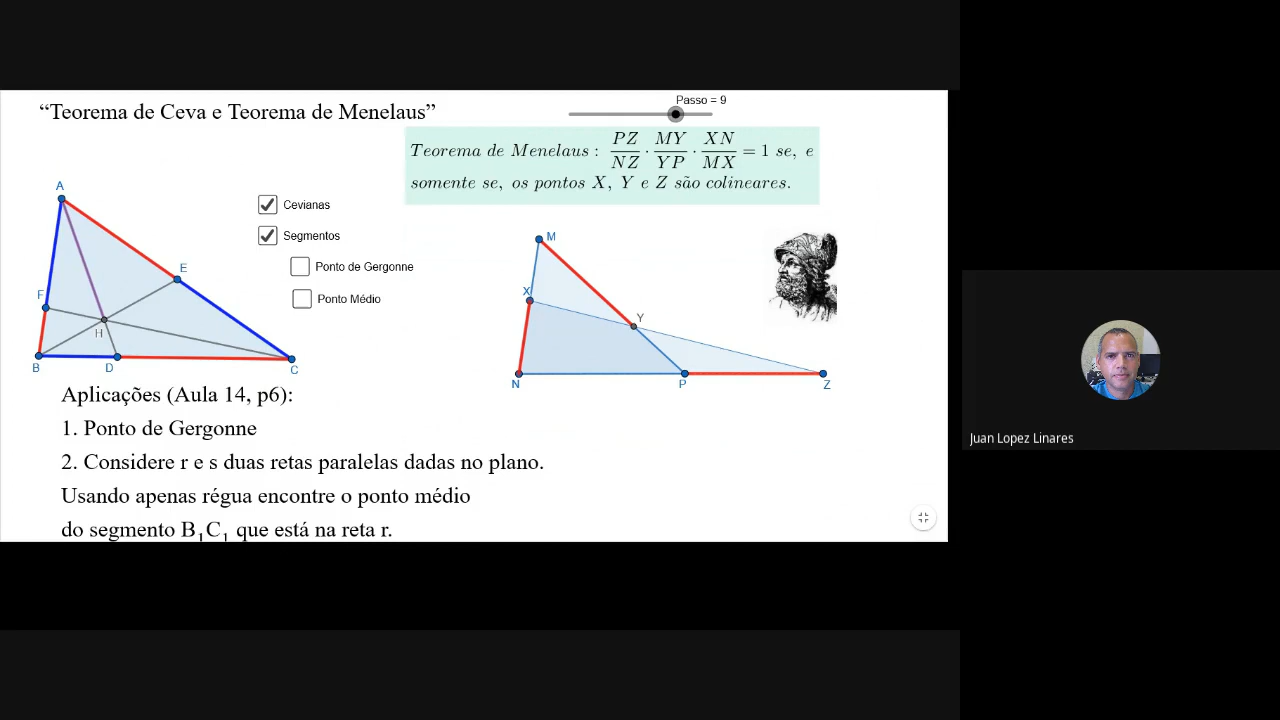 “Teorema de Ceva e Teorema de Menelaus”
Passo = 9
Teorema de Menelaus : PZ/NZ · MY/YP · XN/MX = 1 se, e
somente se, os pontos X, Y e Z são colineares.
A
Cevianas
Segmentos
Ponto de Gergonne
Ponto Médio
E
F
H
B
D
C
M
X
Y
N
P
Z
Aplicações (Aula 14, p6):
1. Ponto de Gergonne
2. Considere r e s duas retas paralelas dadas no plano.
Usando apenas régua encontre o ponto médio
do segmento B₁C₁ que está na reta r.
Juan Lopez Linares